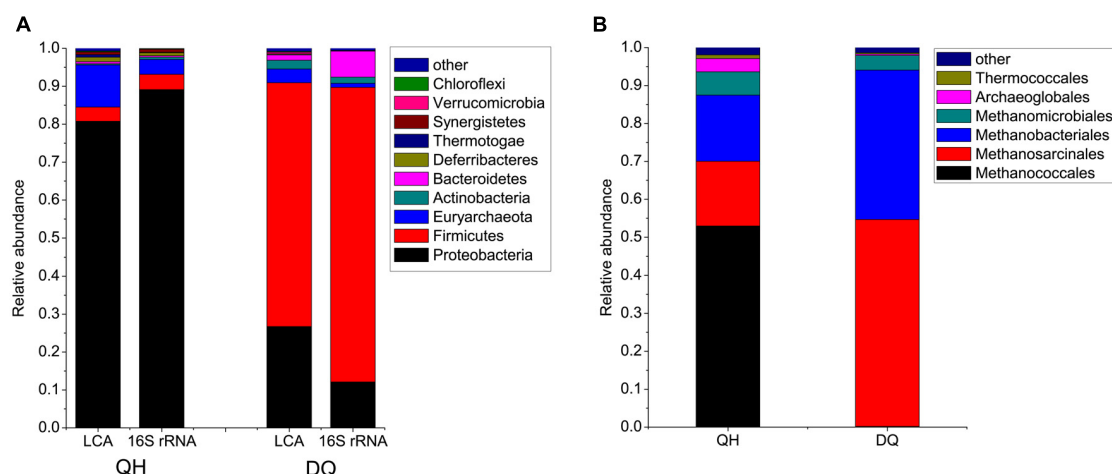 A
Relative abundance
1.0
0.9
0.8
0.7
0.6
0.5
0.4
0.3
0.2
0.1
0.0
LCA 16S rRNA LCA 16S rRNA
QH DQ
other
Chloroflexi
Verrucomicrobia
Synergistetes
Thermotogae
Deferribacteres
Bacteroidetes
Actinobacteria
Euryarchaeota
Firmicutes
Proteobacteria
B
Relative abundance
1.0
0.9
0.8
0.7
0.6
0.5
0.4
0.3
0.2
0.1
0.0
QH DQ
other
Thermococcales
Archaeoglobales
Methanomicrobiales
Methanobacteriales
Methanosarcinales
Methanococcales